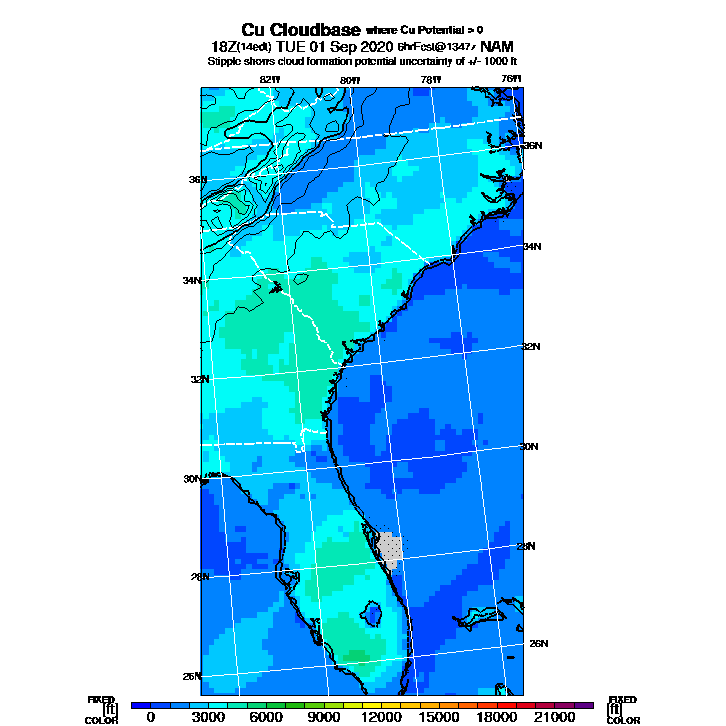 Cu Cloudbase where Cu Potential > 0
18Z(14edt) TUE 01 Sep 2020 6hrFcst@1347z NAM
Stipple shows cloud formation potential uncertainty of +/- 1000 ft
82W 80W 78W 76W
36N
36N
34N
34N
32N
32N
30N
30N
28N
28N
26N
26N
FIXED FIXED
[ft] [ft]
COLOR COLOR
0 3000 6000 9000 12000 15000 18000 21000